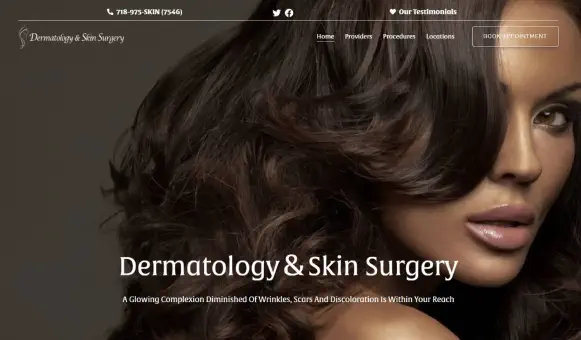 718-975-SKIN (7546)
Our Testimonials
Dermatology & Skin Surgery
Home Providers Procedures Locations
BOOK APPOINTMENT
Dermatology & Skin Surgery
A Glowing Complexion Diminished Of Wrinkles, Scars And Discoloration Is Within Your Reach